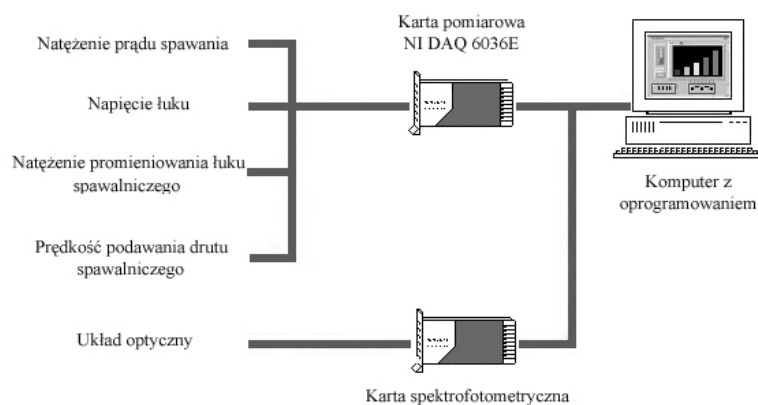 Natężenie prądu spawania
Napięcie łuku
Natężenie promieniowania łuku
spawalniczego
Prędkość podawania drutu
spawalniczego
Układ optyczny
Karta pomiarowa
NI DAQ 6036E
Karta spektrofotometryczna
Komputer z
oprogramowaniem